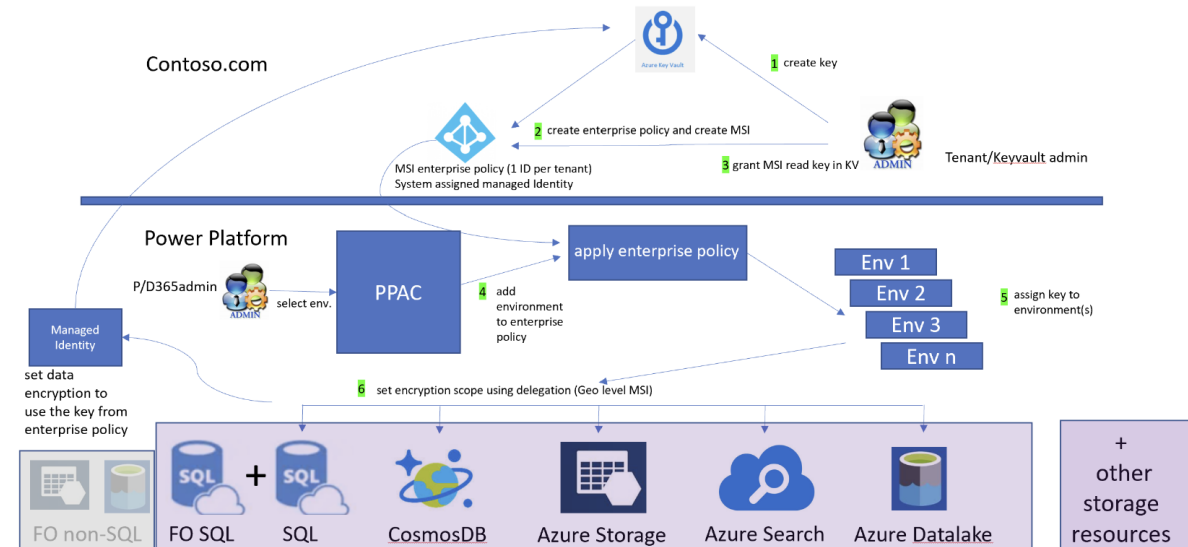 Contoso.com
Azure Key Vault
1 create key
2 create enterprise policy and create MSI
3 grant MSI read key in KV
ADMIN
Tenant/Keyvault admin
MSI enterprise policy (1 ID per tenant)
System assigned managed Identity
Power Platform
P/D365admin
ADMIN
select env.
PPAC
4 add
environment
to enterprise
policy
apply enterprise policy
Env 1
Env 2
Env 3
Env n
5 assign key to
environment(s)
Managed
Identity
set data
encryption to
use the key from
enterprise policy
6 set encryption scope using delegation (Geo level MSI)
FO non-SQL
SQL
FO SQL
+
SQL
SQL
CosmosDB
Azure Storage
Azure Search
Azure Datalake
+
other
storage
resources